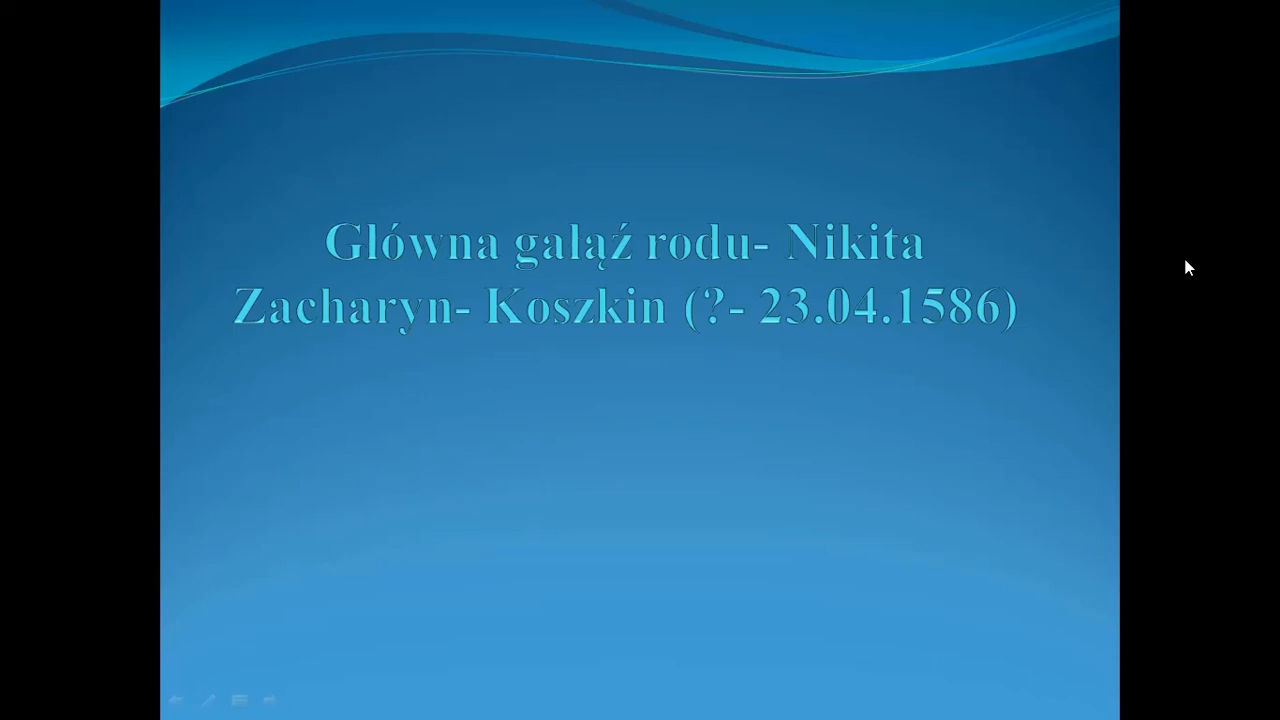 Główna gałąź rodu- Nikita
Zacharyn- Koszkin (?- 23.04.1586)